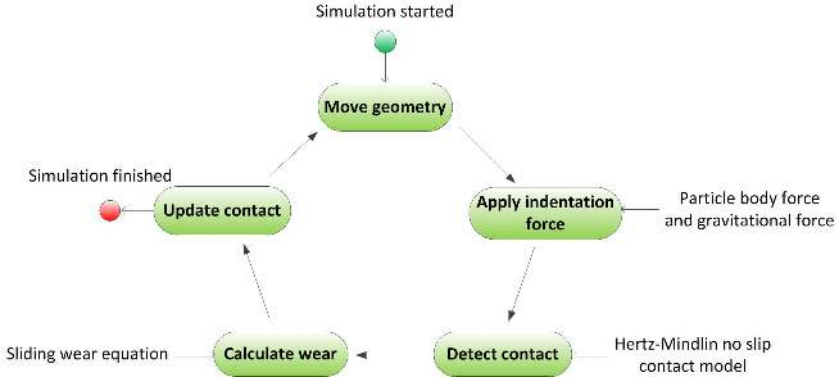 Simulation started
Move geometry
Simulation finished
Update contact
Apply indentation
force
Particle body force
and gravitational force
Sliding wear equation
Calculate wear
Detect contact
Hertz-Mindlin no slip
contact model